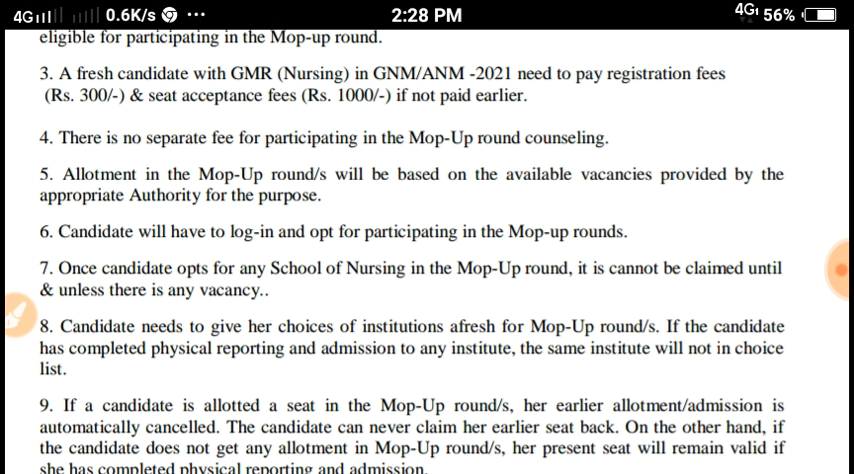 4G 0.6K/s ... 2:28 PM 4G 56%
eligible for participating in the Mop-up round.
3. A fresh candidate with GMR (Nursing) in GNM/ANM -2021 need to pay registration fees
(Rs. 300/-) & seat acceptance fees (Rs. 1000/-) if not paid earlier.
4. There is no separate fee for participating in the Mop-Up round counseling.
5. Allotment in the Mop-Up round/s will be based on the available vacancies provided by the
appropriate Authority for the purpose.
6. Candidate will have to log-in and opt for participating in the Mop-up rounds.
7. Once candidate opts for any School of Nursing in the Mop-Up round, it is cannot be claimed until
& unless there is any vacancy..
8. Candidate needs to give her choices of institutions afresh for Mop-Up round/s. If the candidate
has completed physical reporting and admission to any institute, the same institute will not in choice
list.
9. If a candidate is allotted a seat in the Mop-Up round/s, her earlier allotment/admission is
automatically cancelled. The candidate can never claim her earlier seat back. On the other hand, if
the candidate does not get any allotment in Mop-Up round/s, her present seat will remain valid if
she has completed physical reporting and admission.